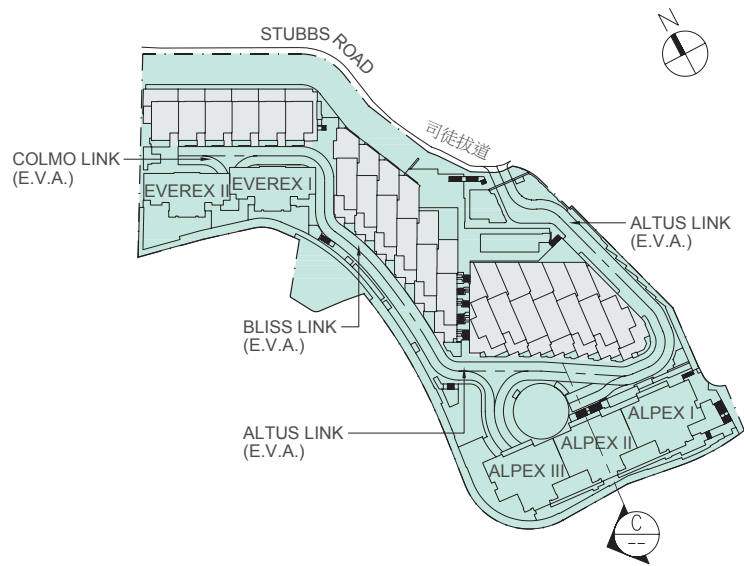 N
STUBBS ROAD
司徒拔道
COLMO LINK
(E.V.A.)
EVEREX II
EVEREX I
ALTUS LINK
(E.V.A.)
BLISS LINK
(E.V.A.)
ALTUS LINK
(E.V.A.)
ALPEX I
ALPEX II
ALPEX III
C
--